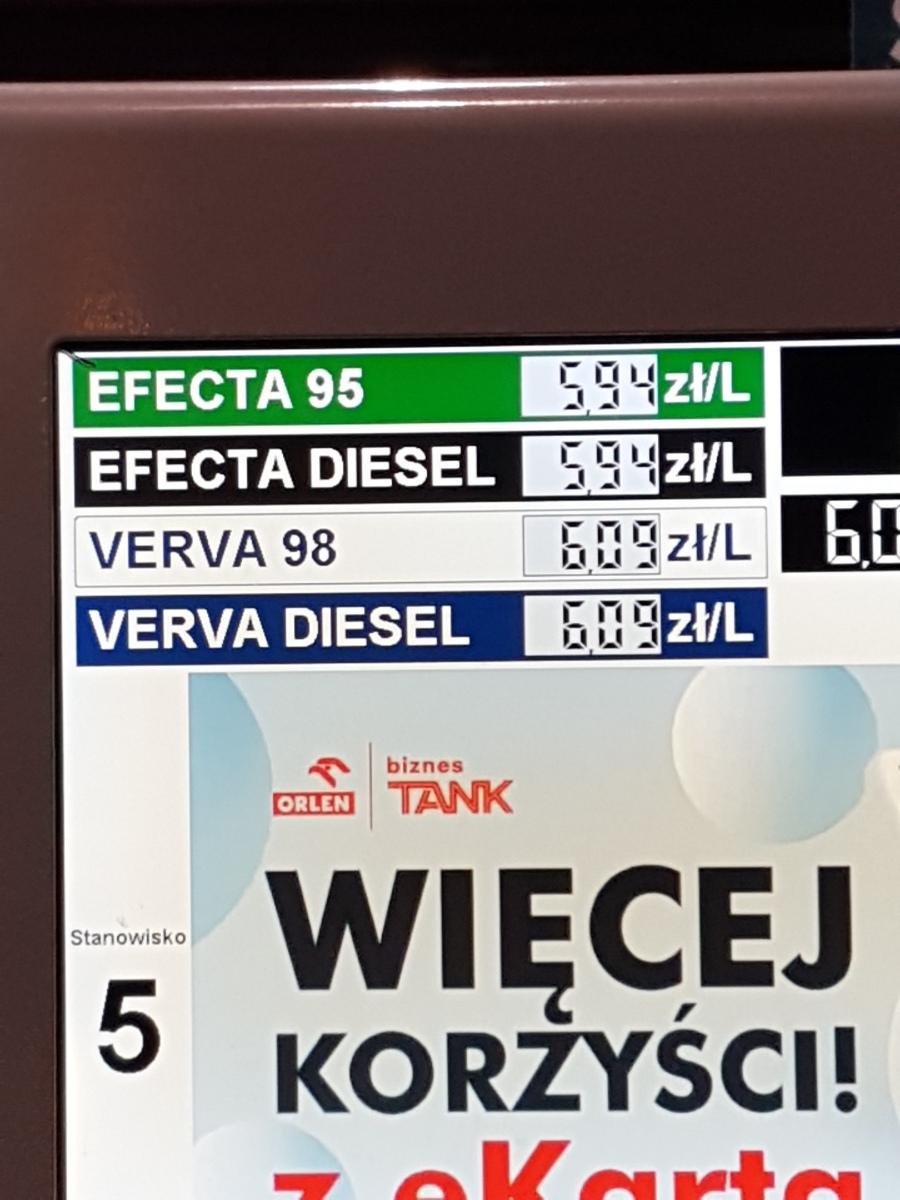 EFECTA 95 5,94 zł/L
EFECTA DIESEL 5,94 zł/L
VERVA 98 6,09 zł/L
VERVA DIESEL 6,09 zł/L
ORLEN
biznes
TANK
WIĘCEJ
KORZYŚCI!
z eKartą
Stanowisko
5